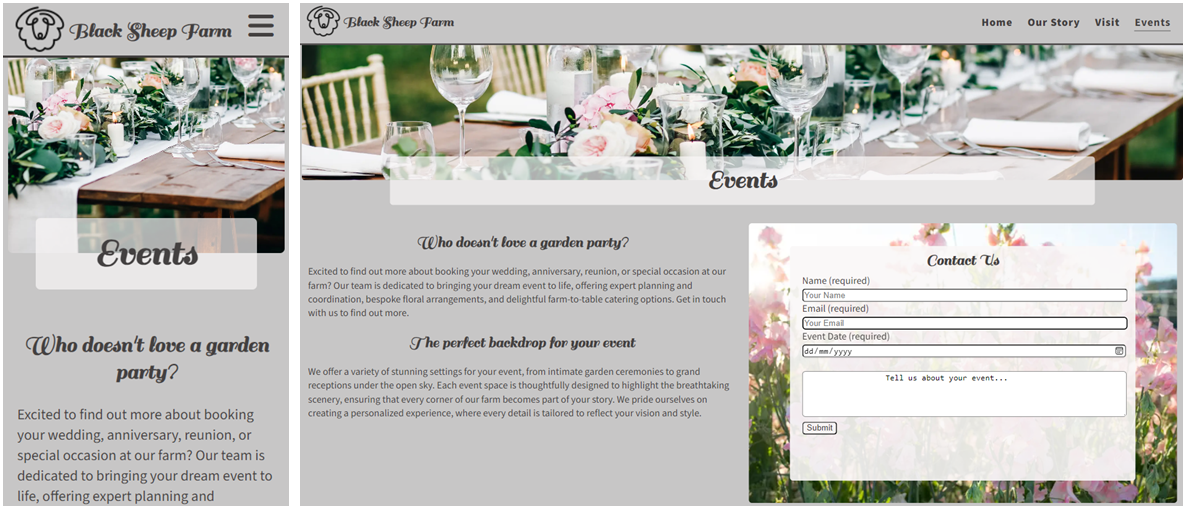 Black Sheep Farm
Events
Who doesn't love a garden
party?
Excited to find out more about booking
your wedding, anniversary, reunion, or
special occasion at our farm? Our team is
dedicated to bringing your dream event to
life, offering expert planning and
Black Sheep Farm
Home Our Story Visit Events
Events
Who doesn't love a garden party?
Excited to find out more about booking your wedding, anniversary, reunion, or special occasion at our
farm? Our team is dedicated to bringing your dream event to life, offering expert planning and
coordination, bespoke floral arrangements, and delightful farm-to-table catering options. Get in touch
with us to find out more.
The perfect backdrop for your event
We offer a variety of stunning settings for your event, from intimate garden ceremonies to grand
receptions under the open sky. Each event space is thoughtfully designed to highlight the breathtaking
scenery, ensuring that every corner of our farm becomes part of your story. We pride ourselves on
creating a personalized experience, where every detail is tailored to reflect your vision and style.
Contact Us
Name (required)
Your Name
Email (required)
Your Email
Event Date (required)
dd/mm/yyyy
Tell us about your event...
Submit